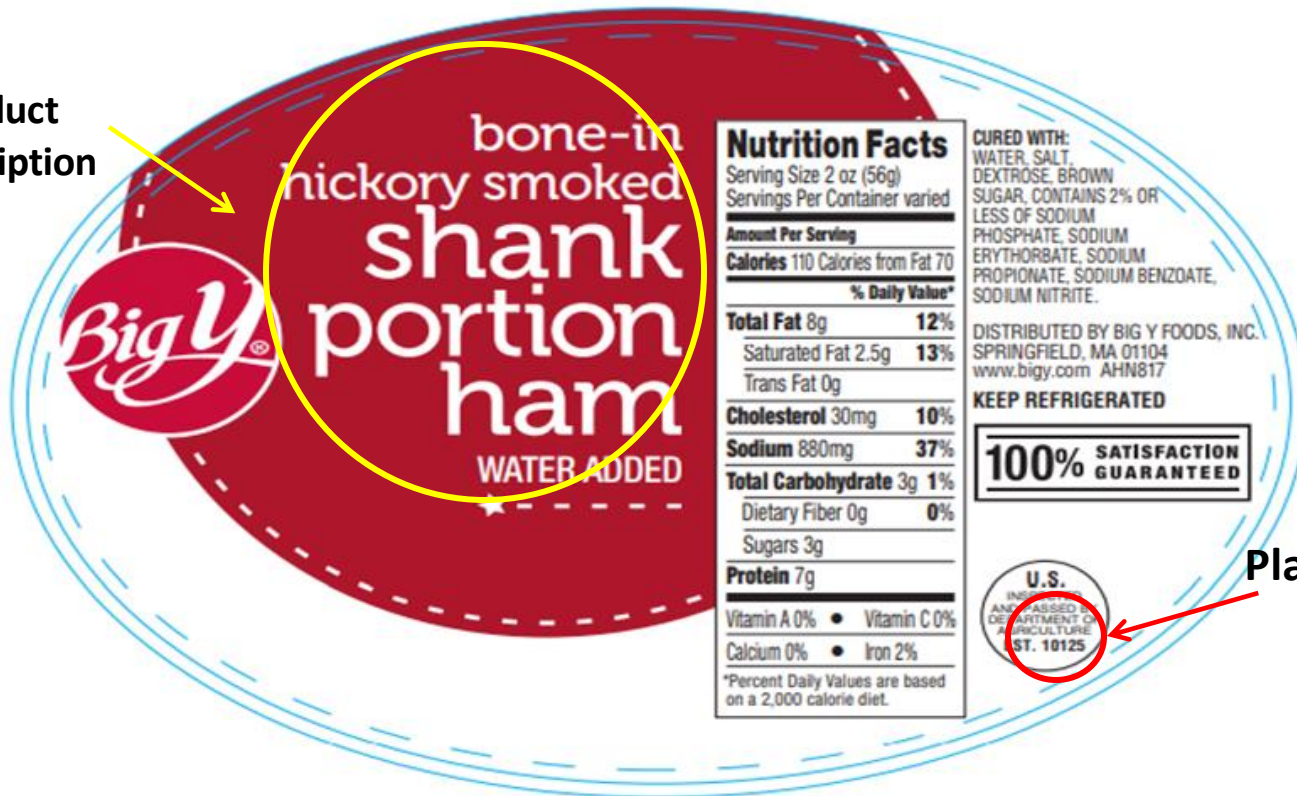 duct
iption
bone-in
hickory smoked
shank
portion
ham
WATER ADDED
Big Y®
Nutrition Facts
Serving Size 2 oz (56g)
Servings Per Container varied
Amount Per Serving
Calories 110 Calories from Fat 70
% Daily Value*
Total Fat 8g 12%
Saturated Fat 2.5g 13%
Trans Fat 0g
Cholesterol 30mg 10%
Sodium 880mg 37%
Total Carbohydrate 3g 1%
Dietary Fiber 0g 0%
Sugars 3g
Protein 7g
Vitamin A 0% • Vitamin C 0%
Calcium 0% • Iron 2%
*Percent Daily Values are based
on a 2,000 calorie diet.
CURED WITH:
WATER, SALT,
DEXTROSE, BROWN
SUGAR, CONTAINS 2% OR
LESS OF SODIUM
PHOSPHATE, SODIUM
ERYTHORBATE, SODIUM
PROPIONATE, SODIUM BENZOATE,
SODIUM NITRITE.
DISTRIBUTED BY BIG Y FOODS, INC.
SPRINGFIELD, MA 01104
www.bigy.com AHN817
KEEP REFRIGERATED
100% SATISFACTION
GUARANTEED
U.S.
INSPECTED
AND PASSED BY
DEPARTMENT OF
AGRICULTURE
EST. 10125
Pla